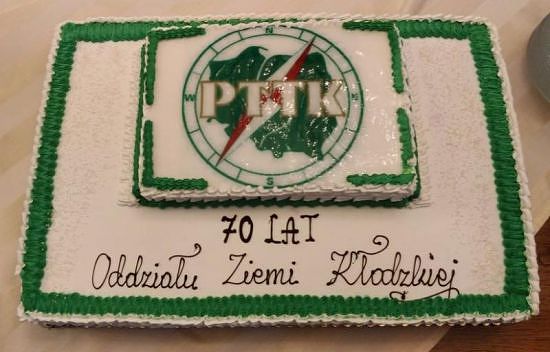 N
W PTTK E
S
70 LAT
Oddziału Ziemi Kłodzkiej